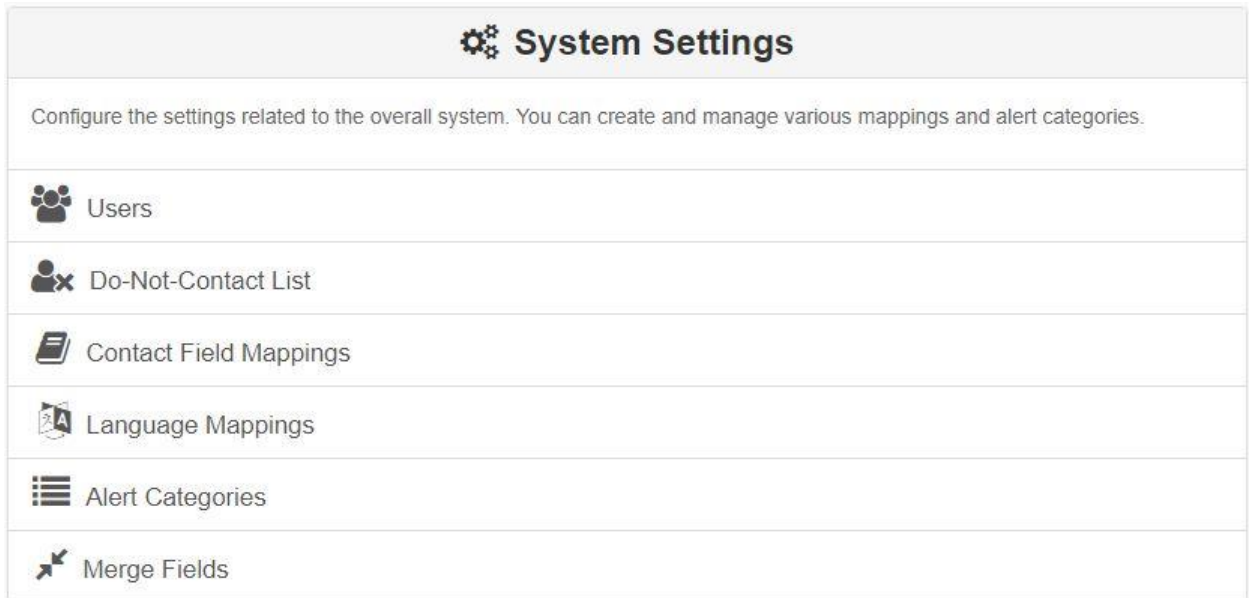 System Settings
Configure the settings related to the overall system. You can create and manage various mappings and alert categories.
Users
Do-Not-Contact List
Contact Field Mappings
Language Mappings
Alert Categories
Merge Fields